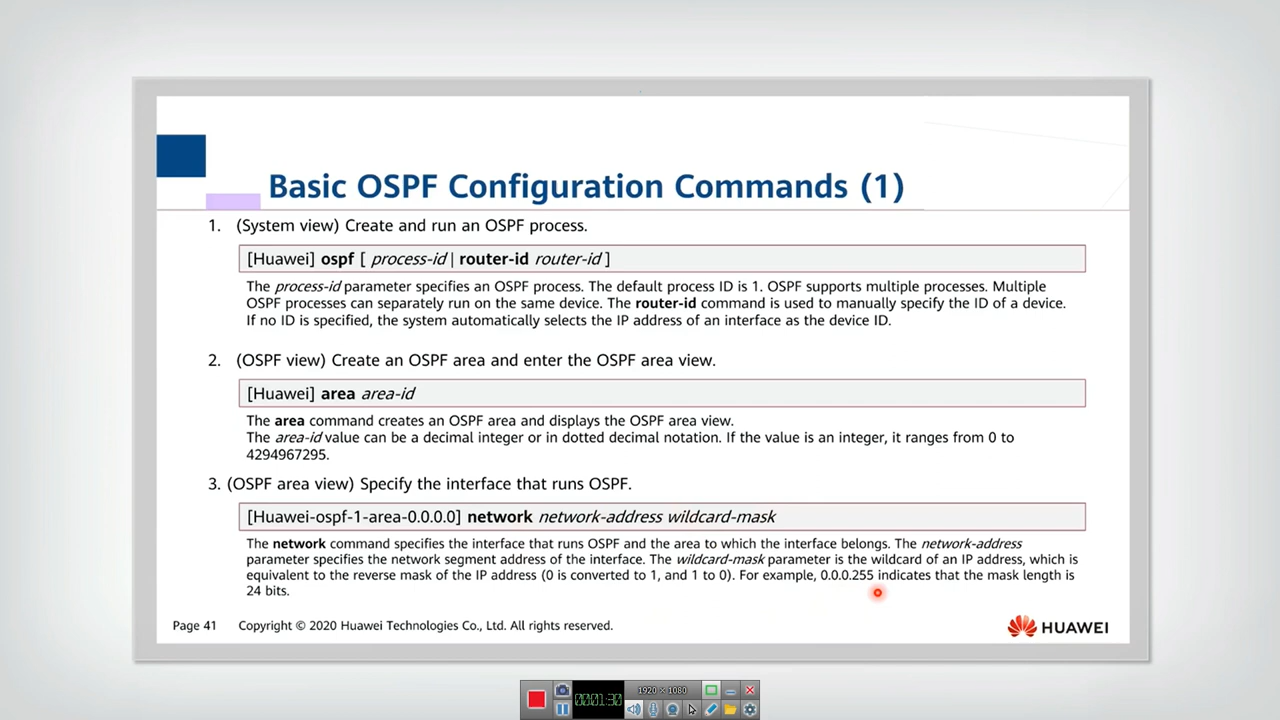 Basic OSPF Configuration Commands (1)
1. (System view) Create and run an OSPF process.
[Huawei] ospf [ process-id | router-id router-id ]
The process-id parameter specifies an OSPF process. The default process ID is 1. OSPF supports multiple processes. Multiple
OSPF processes can separately run on the same device. The router-id command is used to manually specify the ID of a device.
If no ID is specified, the system automatically selects the IP address of an interface as the device ID.
2. (OSPF view) Create an OSPF area and enter the OSPF area view.
[Huawei] area area-id
The area command creates an OSPF area and displays the OSPF area view.
The area-id value can be a decimal integer or in dotted decimal notation. If the value is an integer, it ranges from 0 to
4294967295.
3. (OSPF area view) Specify the interface that runs OSPF.
[Huawei-ospf-1-area-0.0.0.0] network network-address wildcard-mask
The network command specifies the interface that runs OSPF and the area to which the interface belongs. The network-address
parameter specifies the network segment address of the interface. The wildcard-mask parameter is the wildcard of an IP address, which is
equivalent to the reverse mask of the IP address (0 is converted to 1, and 1 to 0). For example, 0.0.0.255 indicates that the mask length is
24 bits.
Page 41 Copyright © 2020 Huawei Technologies Co., Ltd. All rights reserved.
HUAWEI
00:01:30
1920 × 1080